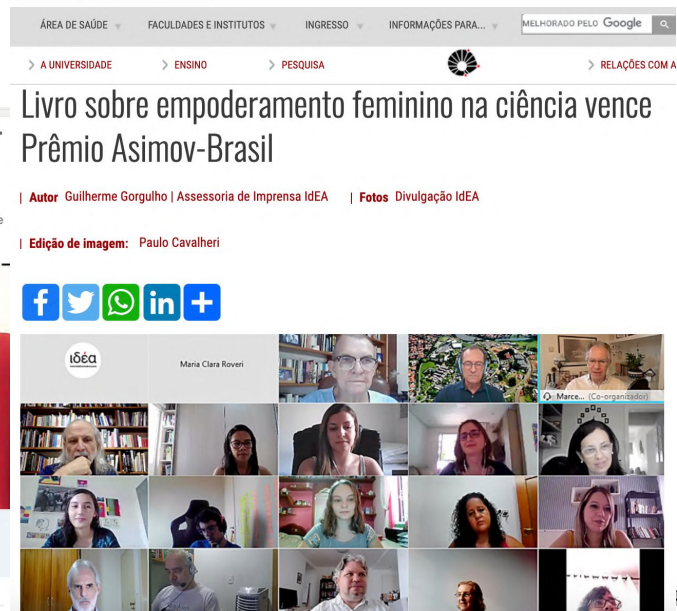 ÁREA DE SAÚDE FACULDADES E INSTITUTOS INGRESSO INFORMAÇÕES PARA... MELHORADO PELO Google
A UNIVERSIDADE ENSINO PESQUISA RELAÇÕES COM A
Livro sobre empoderamento feminino na ciência vence
Prêmio Asimov-Brasil
| Autor Guilherme Gorgulho | Assessoria de Imprensa IdEA | Fotos Divulgação IdEA
e
| Edição de imagem: Paulo Cavalheri
idéa
Maria Clara Roveri
Marce... (Co-organizador)